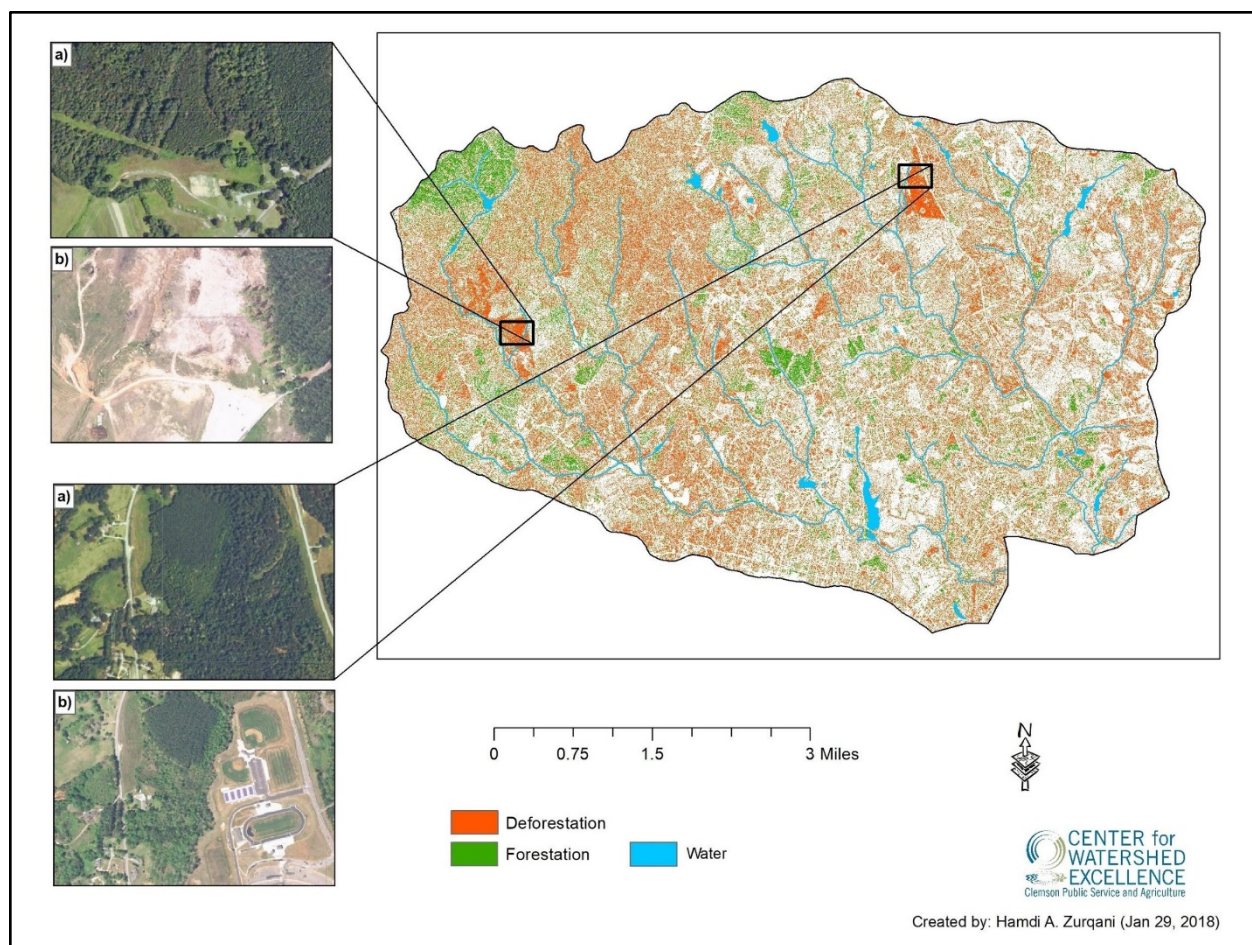 a)
b)
a)
b)
N
0 0.75 1.5 3 Miles
Deforestation
Forestation
Water
CENTER for
WATERSHED
EXCELLENCE
Clemson Public Service and Agriculture
Created by: Hamdi A. Zurqani (Jan 29, 2018)